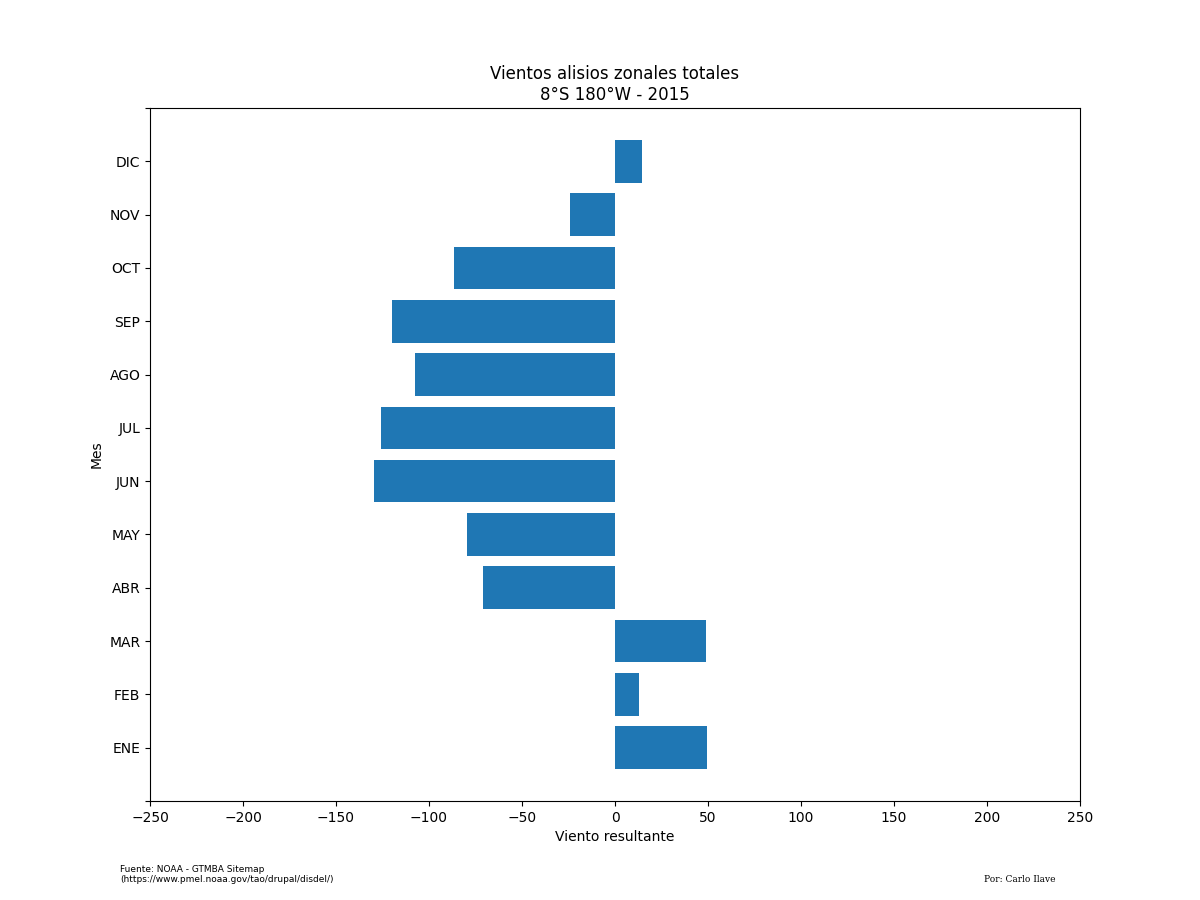 Vientos alisios zonales totales
8°S 180°W - 2015
DIC
NOV
OCT
SEP
AGO
JUL
JUN
MAY
ABR
MAR
FEB
ENE
Mes
−250 −200 −150 −100 −50 0 50 100 150 200 250
Viento resultante
Fuente: NOAA - GTMBA Sitemap
(https://www.pmel.noaa.gov/tao/drupal/disdel/)
Por: Carlo Ilave